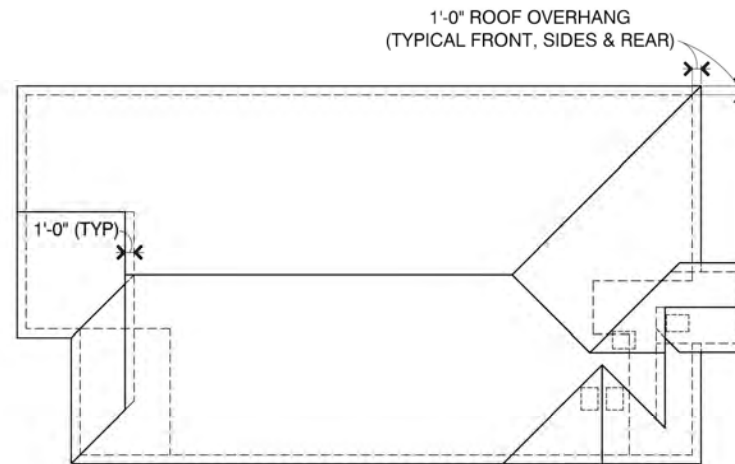 1'-0" ROOF OVERHANG
(TYPICAL FRONT, SIDES & REAR)
1'-0" (TYP)